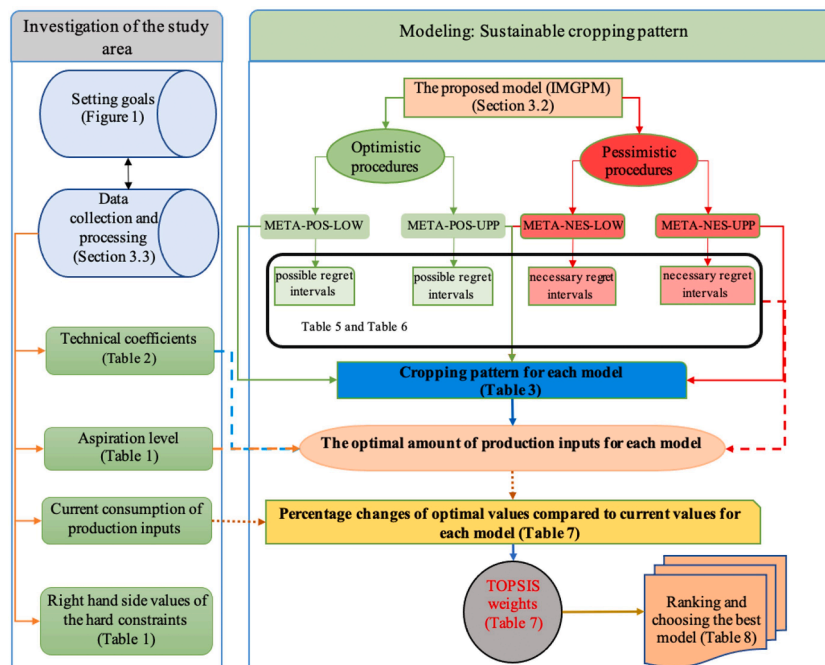 Investigation of the study
area
Setting goals
(Figure 1)
Data
collection and
processing
(Section 3.3)
Technical coefficients
(Table 2)
Aspiration level
(Table 1)
Current consumption of
production inputs
Right hand side values of
the hard constraints
(Table 1)
Modeling: Sustainable cropping pattern
The proposed model (IMGPM)
(Section 3.2)
Optimistic
procedures
Pessimistic
procedures
META-POS-LOW
META-POS-UPP
META-NES-LOW
META-NES-UPP
possible regret
intervals
possible regret
intervals
necessary regret
intervals
necessary regret
intervals
Table 5 and Table 6
Cropping pattern for each model
(Table 3)
The optimal amount of production inputs for each model
Percentage changes of optimal values compared to current values for
each model (Table 7)
TOPSIS
weights
(Table 7)
Ranking and
choosing the best
model (Table 8)